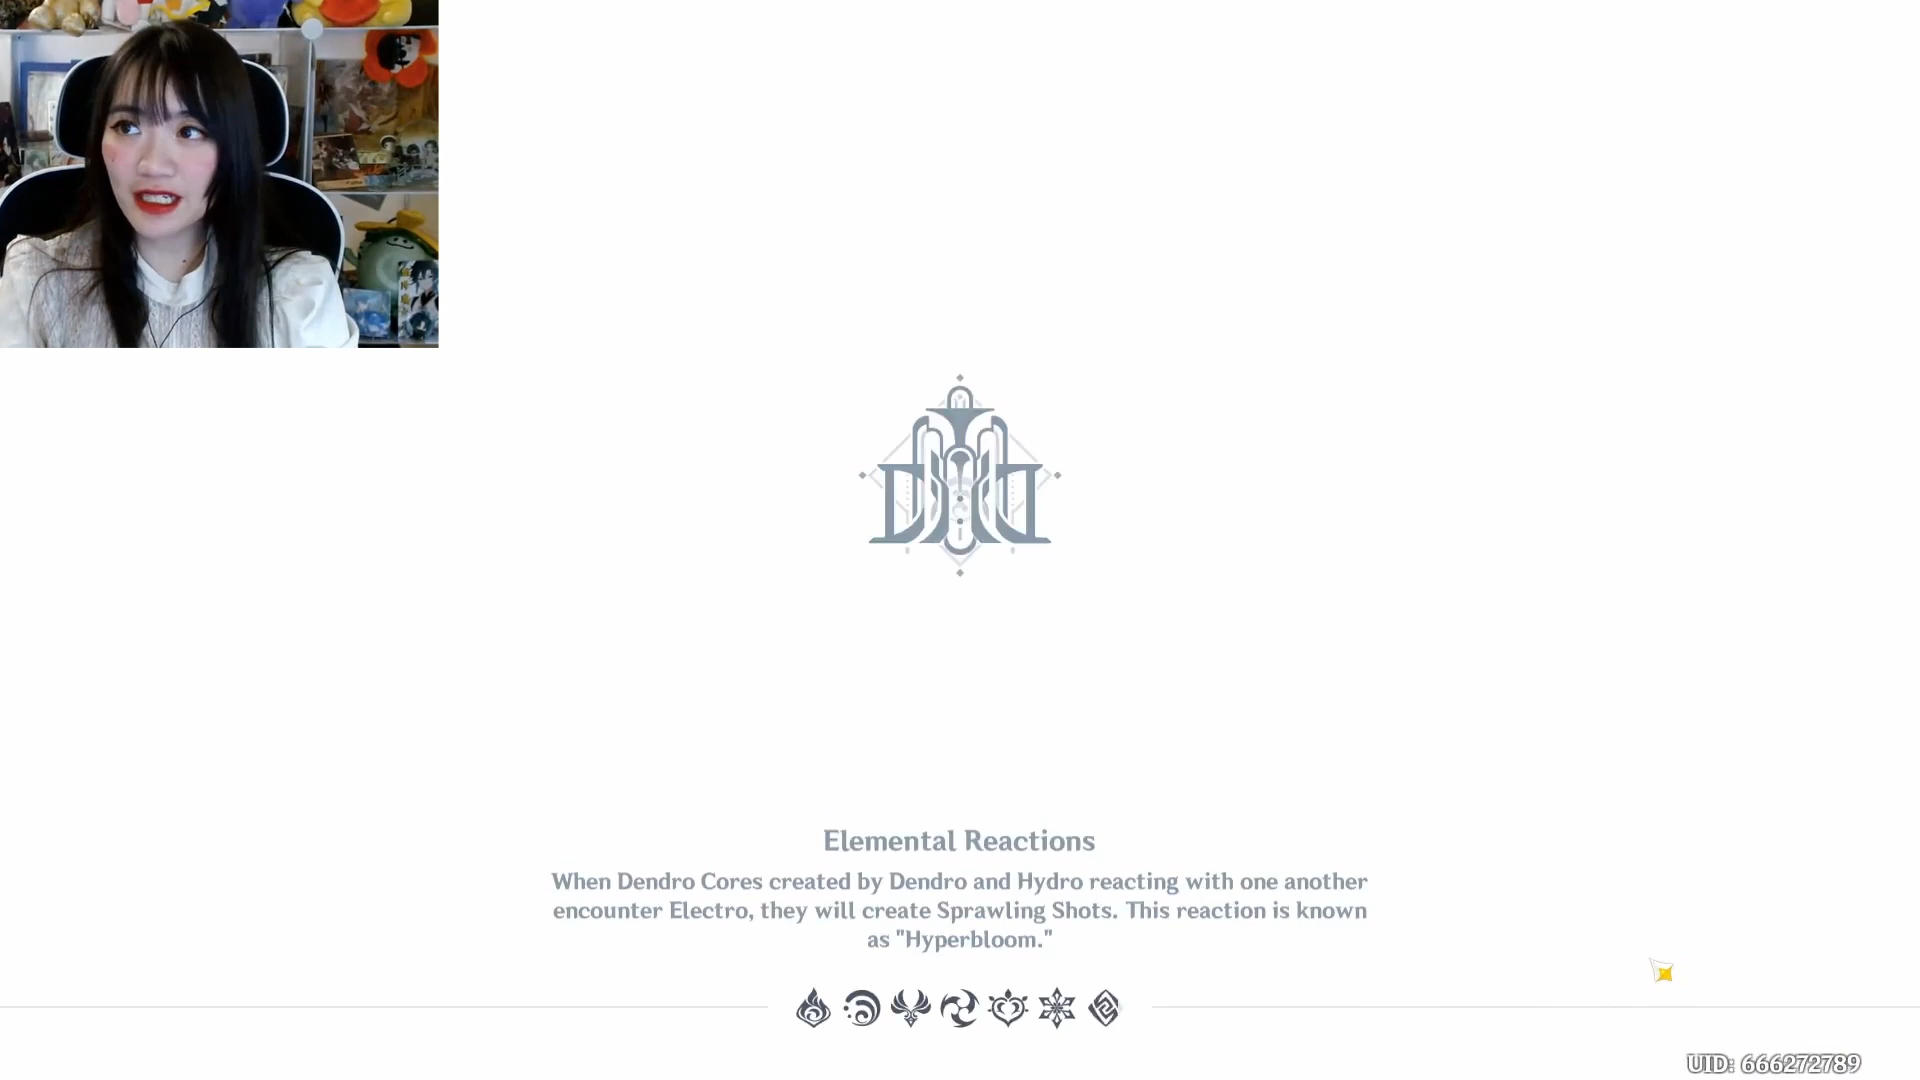 Elemental Reactions
When Dendro Cores created by Dendro and Hydro reacting with one another
encounter Electro, they will create Sprawling Shots. This reaction is known
as "Hyperbloom."
UID: 666272789